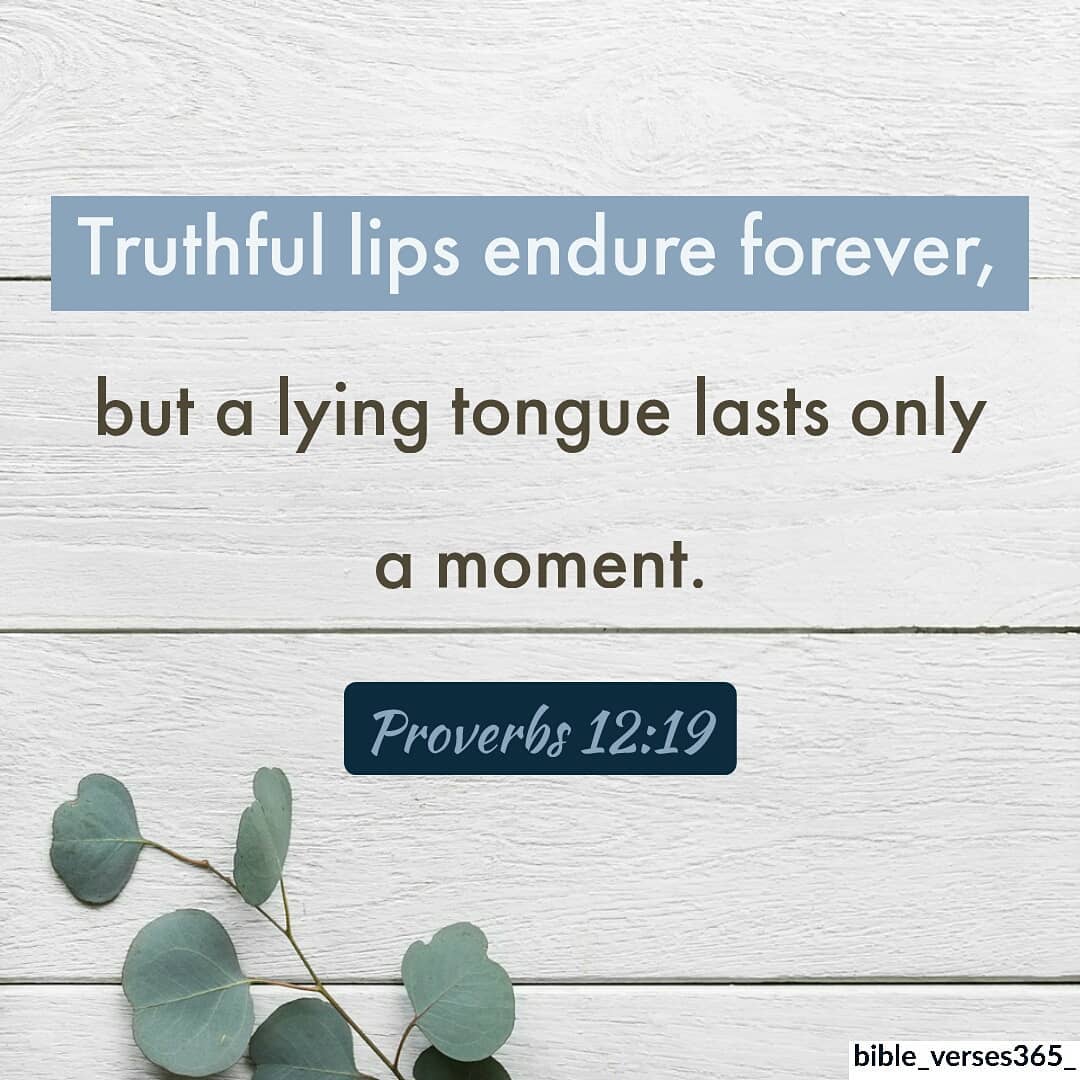 Truthful lips endure forever,
but a lying tongue lasts only
a moment.
Proverbs 12:19
bible_verses365_